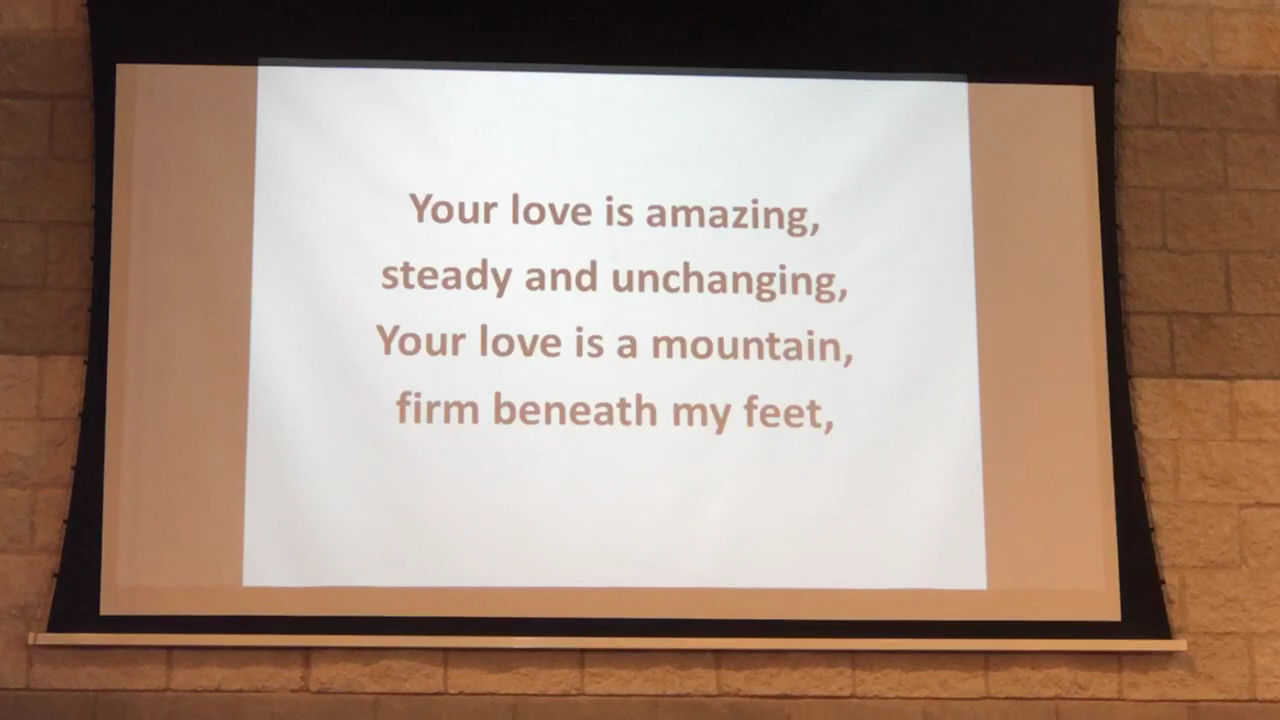 Your love is amazing,
steady and unchanging,
Your love is a mountain,
firm beneath my feet,